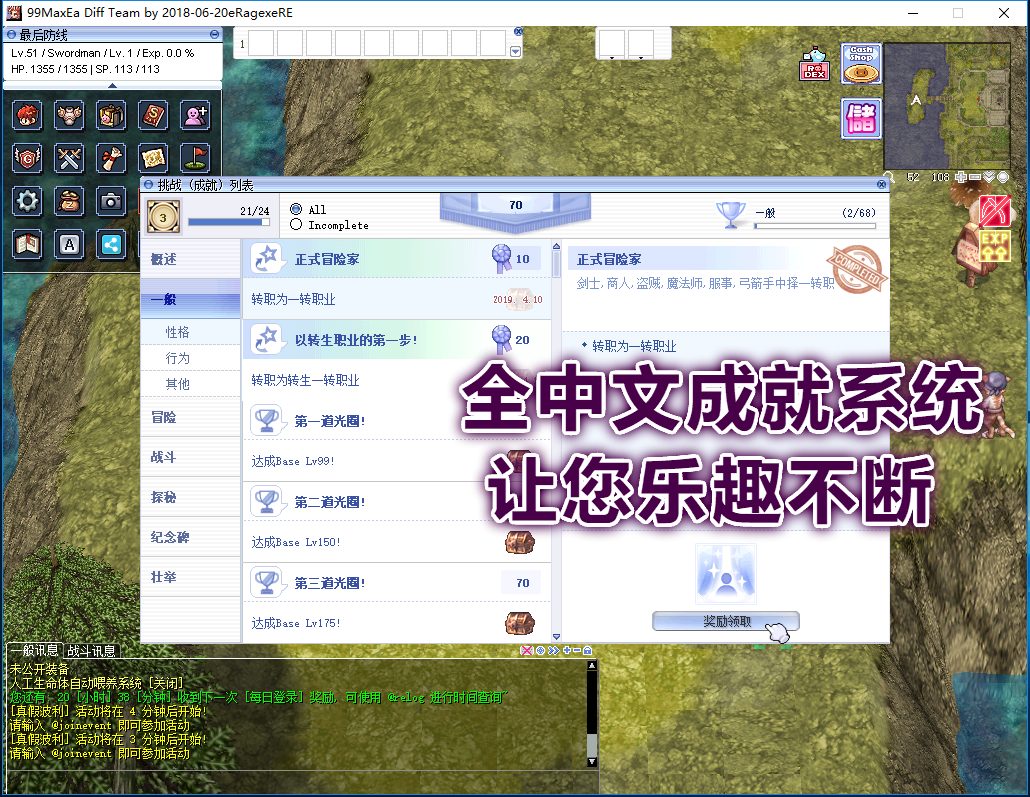 99MaxEa Diff Team by 2018-06-20eRagexeRE
最后防线
Lv.51 / Swordman / Lv. 1 / Exp. 0.0 %
HP. 1355 / 1355 | SP. 113 / 113
1
RODEX
Cash Shop
儲
52 108
EXP
挑战（成就）列表
3
21/24
All
Incomplete
70
一般
(2/68)
概述
一般
性格
行为
其他
冒险
战斗
探秘
纪念碑
壮举
正式冒险家
10
转职为一转职业
2019. 4.10
以转生职业的第一步!
20
转职为转生一转职业
第一道光圈!
达成Base Lv99!
第二道光圈!
达成Base Lv150!
第三道光圈!
70
达成Base Lv175!
正式冒险家
剑士, 商人, 盗贼, 魔法师, 服事, 弓箭手中择一转职
COMPLETED
* 转职为一转职业
全中文成就系统
让您乐趣不断
奖励领取
一般讯息
战斗讯息
未公开装备
人工生命体自动喂养系统 [关闭]
您还有 20 [小时] 38 [分钟] 收到下一次 [每日登录] 奖励, 可使用 @relog 进行时间查询~
[真假波利] 活动将在 4 分钟后开始!
请输入 @joinevent 即可参加活动
[真假波利] 活动将在 3 分钟后开始!
请输入 @joinevent 即可参加活动